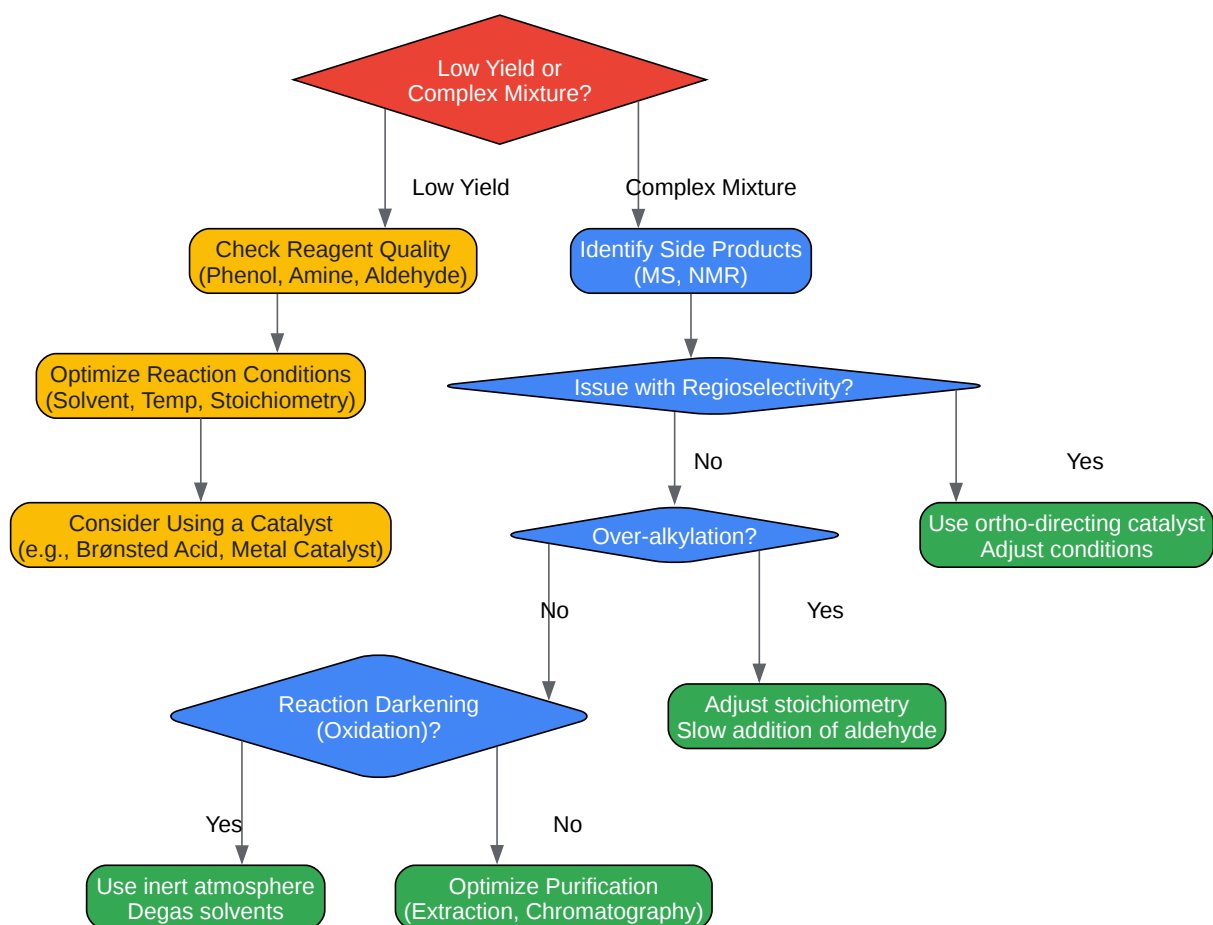 Low Yield or
Complex Mixture?
Low Yield
Complex Mixture
Check Reagent Quality
(Phenol, Amine, Aldehyde)
Identify Side Products
(MS, NMR)
Optimize Reaction Conditions
(Solvent, Temp, Stoichiometry)
Issue with Regioselectivity?
No
Yes
Consider Using a Catalyst
(e.g., Brønsted Acid, Metal Catalyst)
Over-alkylation?
Use ortho-directing catalyst
Adjust conditions
No
Yes
Reaction Darkening
(Oxidation)?
Adjust stoichiometry
Slow addition of aldehyde
Yes
No
Use inert atmosphere
Degas solvents
Optimize Purification
(Extraction, Chromatography)